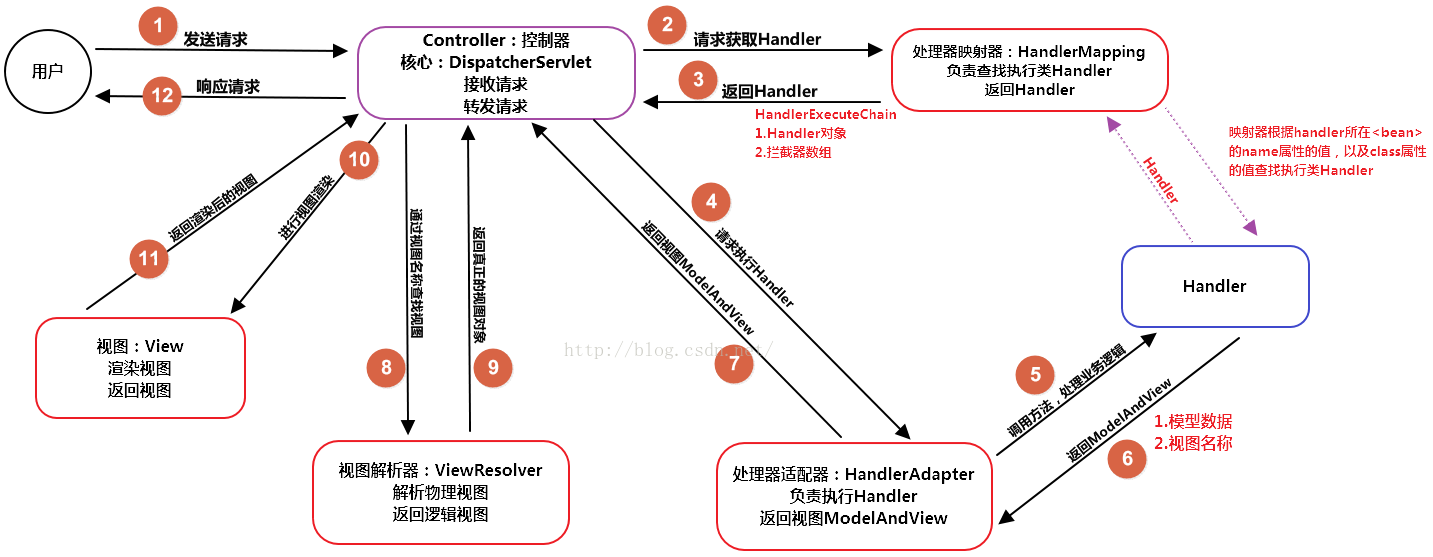 1
发送请求
用户
12
响应请求
Controller：控制器
核心：DispatcherServlet
接收请求
转发请求
2
请求获取Handler
3
返回Handler
HandlerExecuteChain
1.Handler对象
2.拦截器数组
处理器映射器：HandlerMapping
负责查找执行类Handler
返回Handler
映射器根据handler所在<bean>
的name属性的值，以及class属性
的值查找执行类Handler
Handler
Handler
4
请求执行Handler
5
调用方法，处理业务逻辑
6
返回ModelAndView
1.模型数据
2.视图名称
处理器适配器：HandlerAdapter
负责执行Handler
返回视图ModelAndView
7
返回视图ModelAndView
8
通过视图名称查找视图
9
返回真正的视图对象
视图解析器：ViewResolver
解析物理视图
返回逻辑视图
10
进行视图渲染
11
返回渲染后的视图
视图：View
渲染视图
返回视图
http://blog.csdn.net/